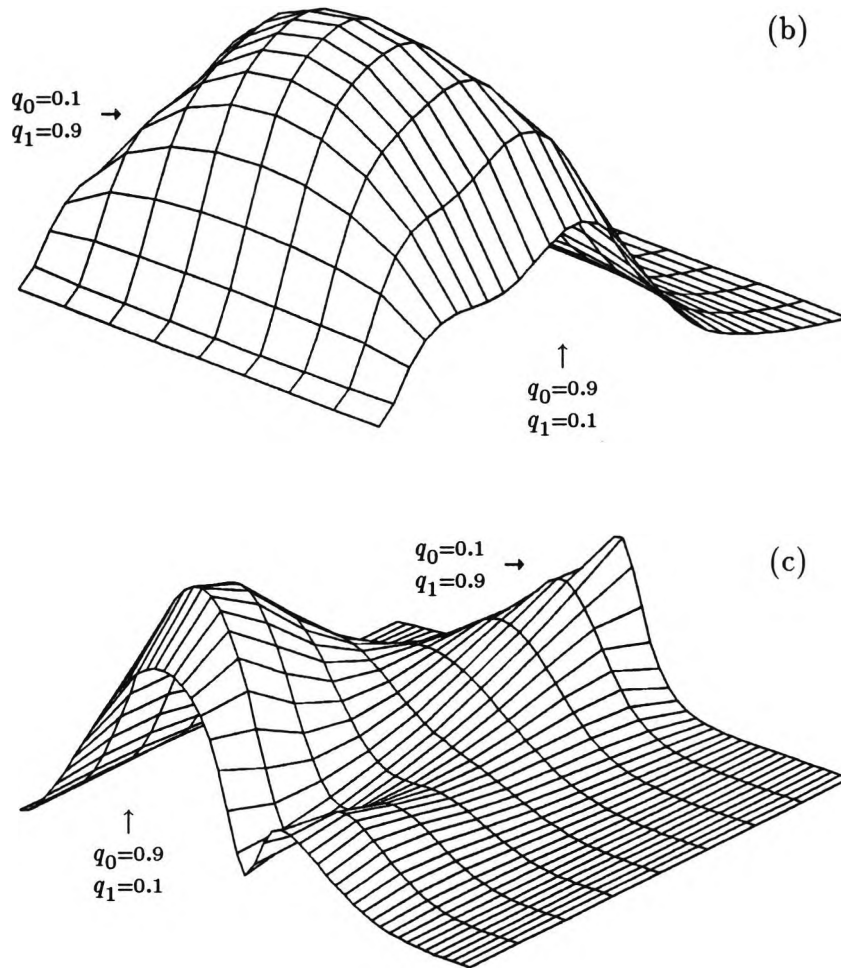 (b)
q₀=0.1 →
q₁=0.9
↑
q₀=0.9
q₁=0.1
q₀=0.1 →
q₁=0.9
(c)
↑
q₀=0.9
q₁=0.1